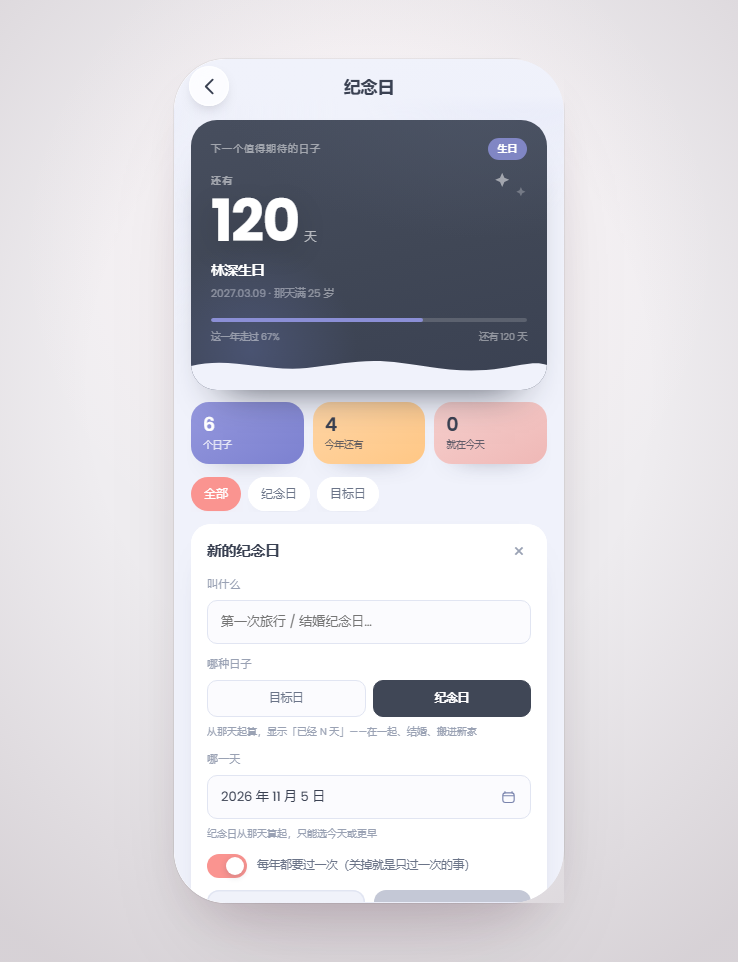 纪念日
下一个值得期待的日子
生日
还有
120 天
林深生日
2027.03.09 · 那天满 25 岁
这一年走过 67%
还有 120 天
6
个日子
4
今年还有
0
就在今天
全部
纪念日
目标日
新的纪念日
×
叫什么
第一次旅行 / 结婚纪念日...
哪种日子
目标日
纪念日
从那天起算，显示「已经 N 天」——在一起、结婚、搬进新家
哪一天
2026 年 11 月 5 日
纪念日从那天算起，只能选今天或更早
每年都要过一次（关掉就是只过一次的事）